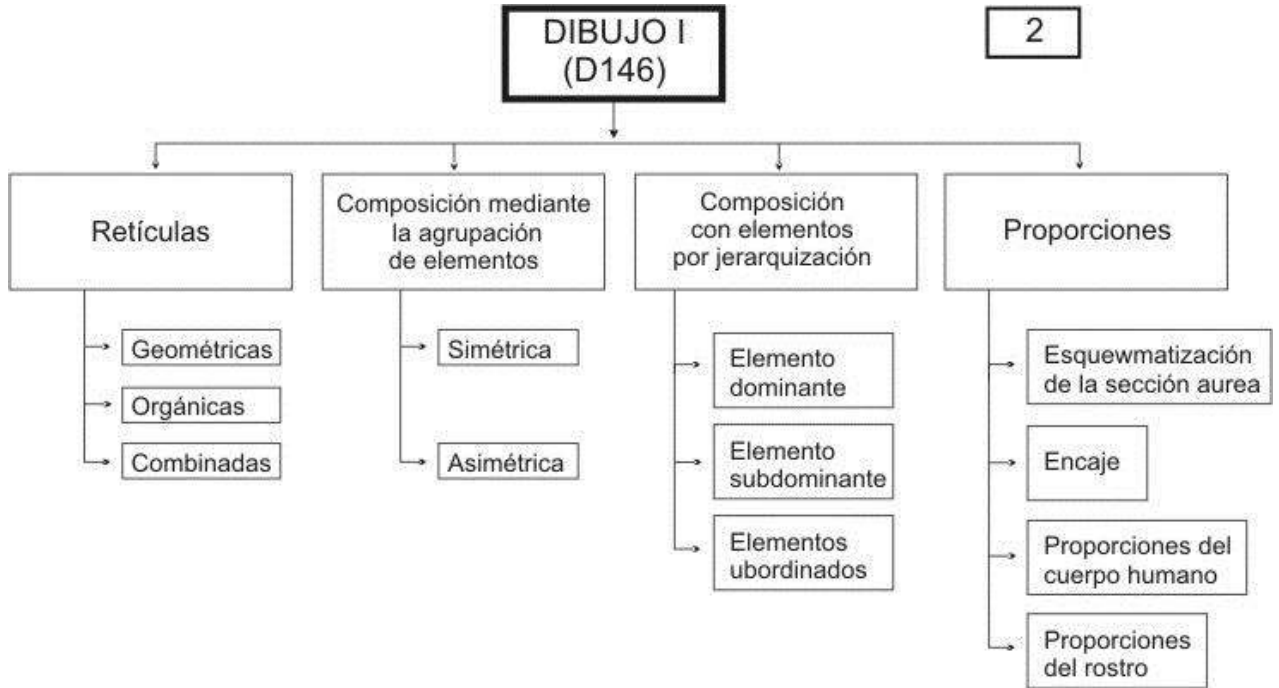 DIBUJO I
(D146)
2
Retículas
Geométricas
Orgánicas
Combinadas
Composición mediante
la agrupación
de elementos
Simétrica
Asimétrica
Composición
con elementos
por jerarquización
Elemento
dominante
Elemento
subdominante
Elementos
ubordinados
Proporciones
Esquewmatización
de la sección aurea
Encaje
Proporciones del
cuerpo humano
Proporciones
del rostro